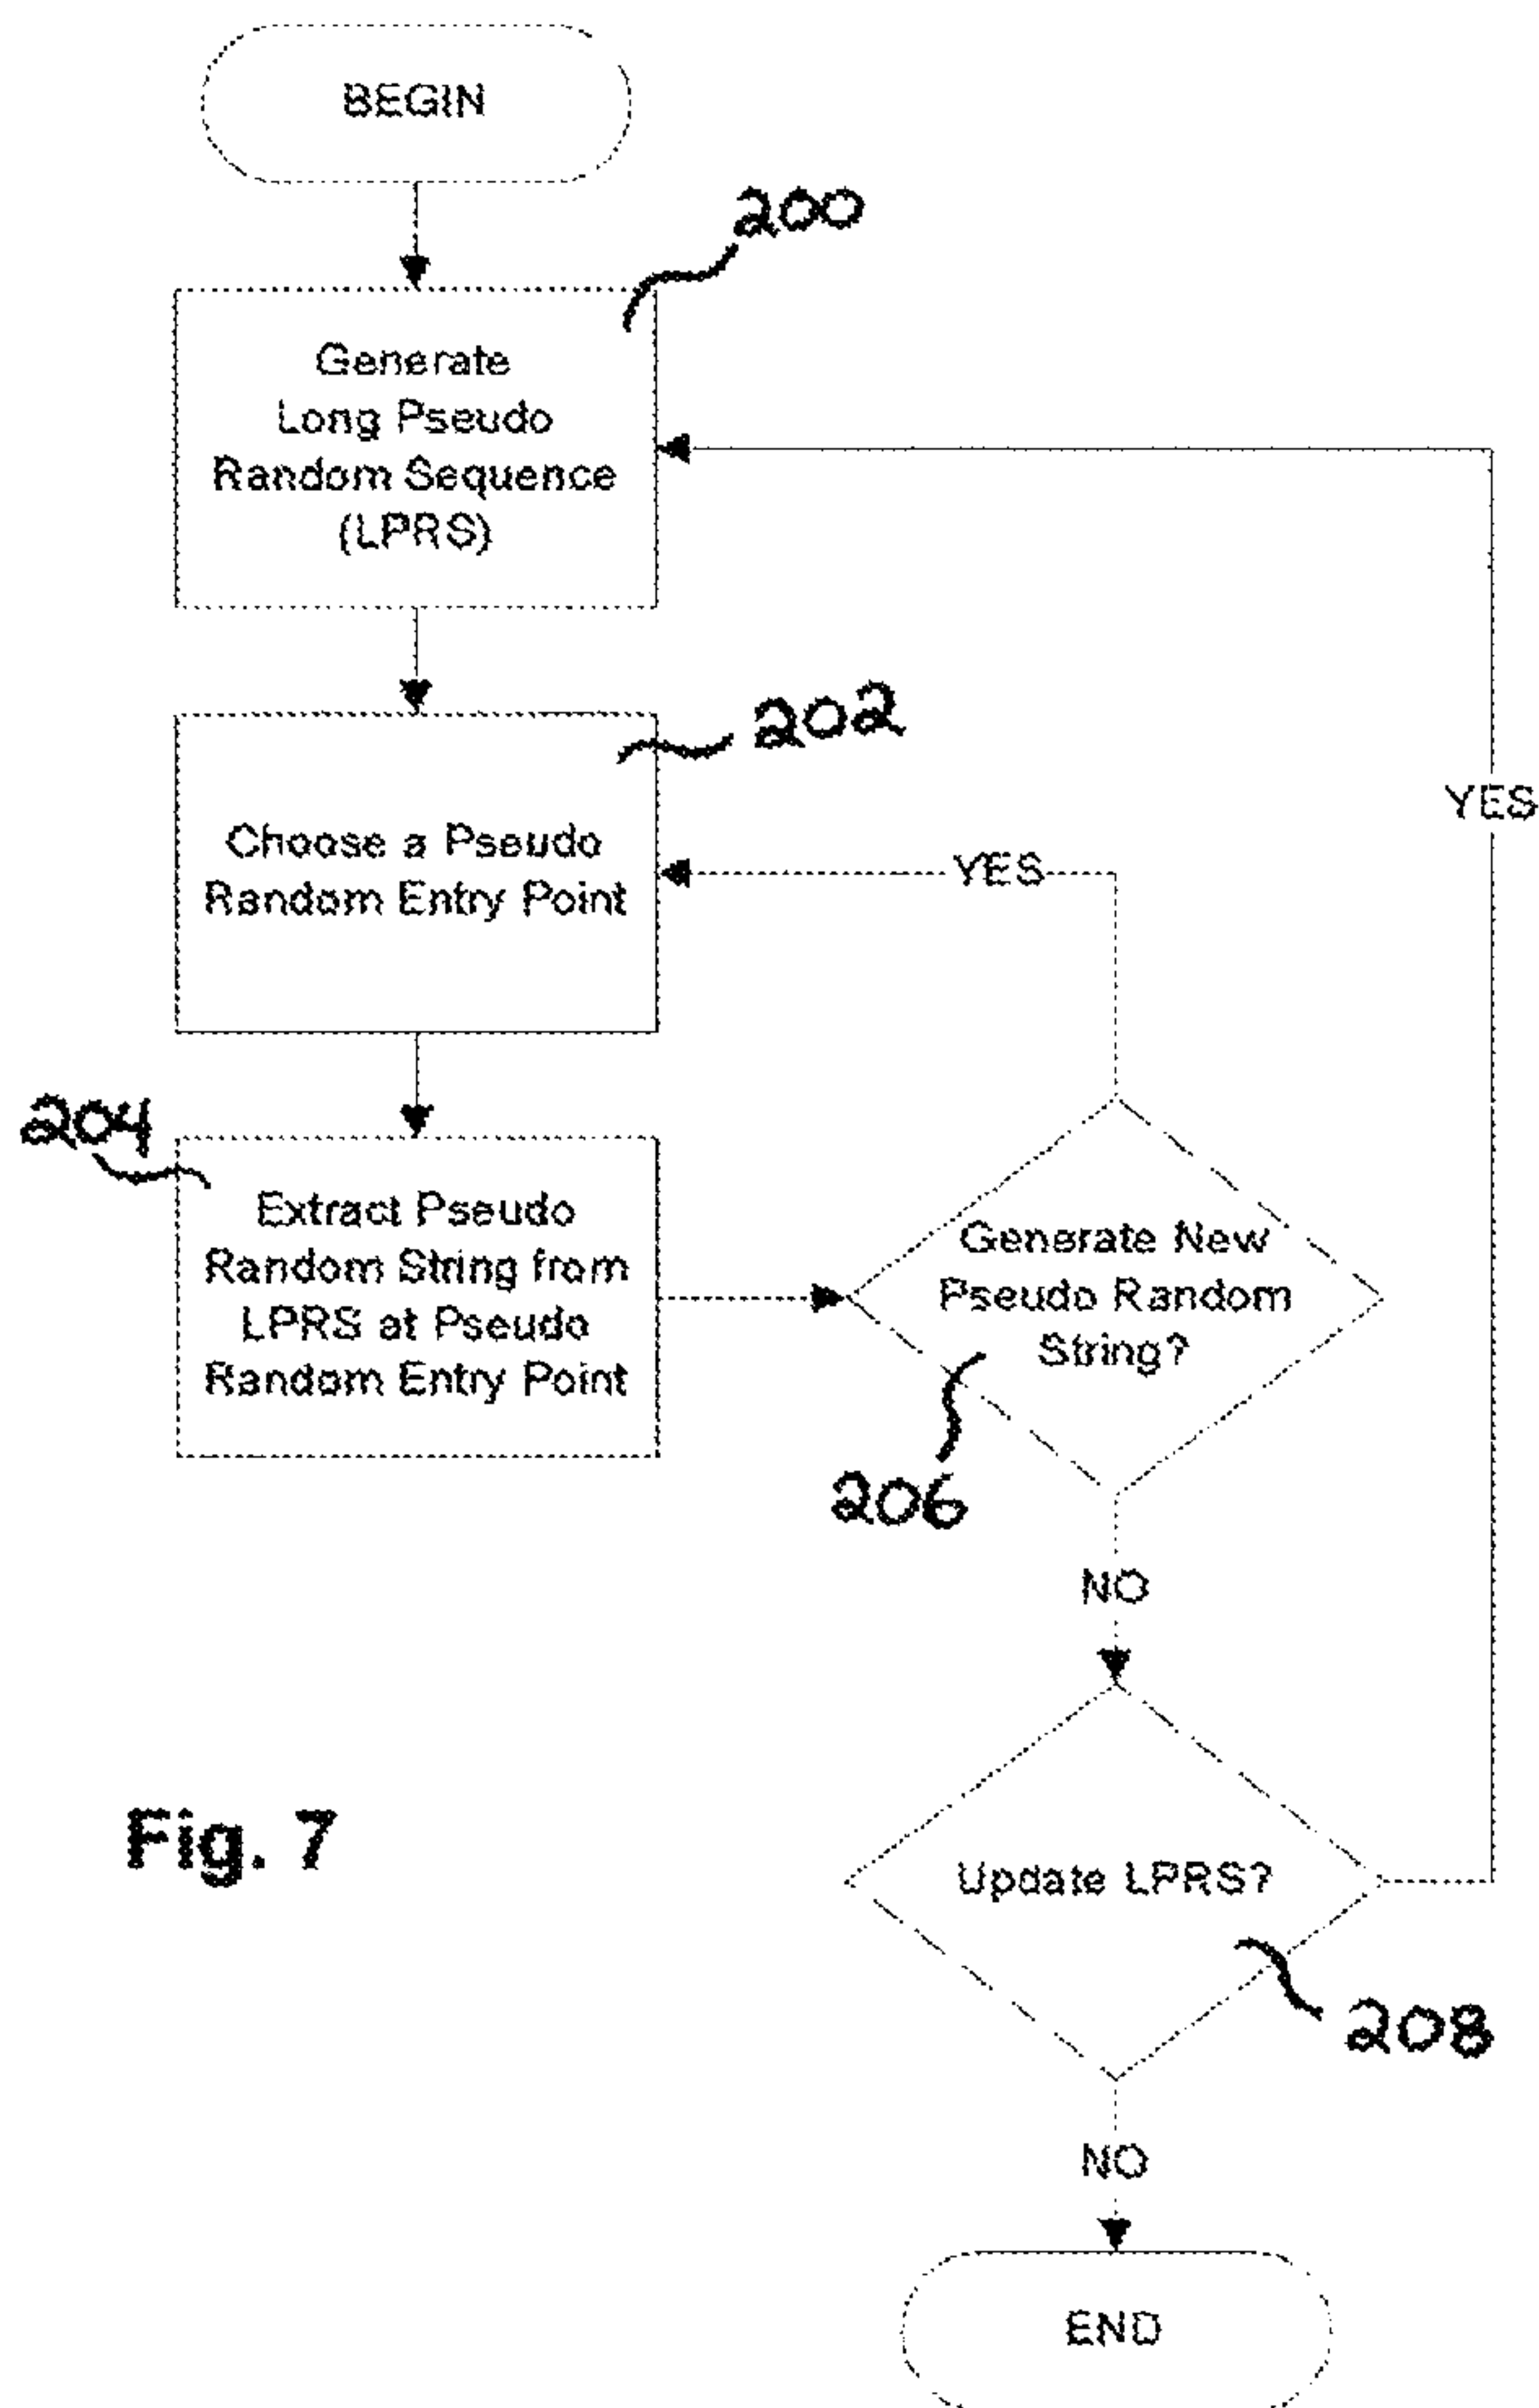 BEGIN
200
Generate
Long Pseudo
Random Sequence
(LPRS)
202
Choose a Pseudo
Random Entry Point
YES
YES
204
Extract Pseudo
Random String from
LPRS at Pseudo
Random Entry Point
Generate New
Pseudo Random
String?
206
NO
Fig. 7
Update LPRS?
208
NO
END